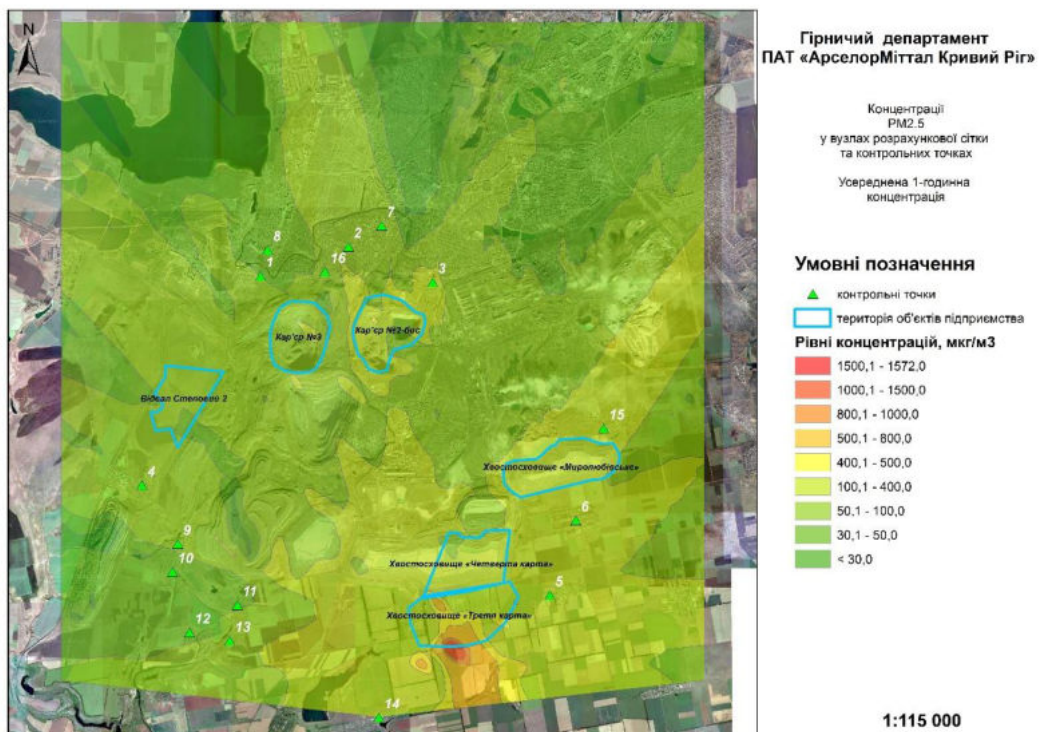 N
Гірничий департамент
ПАТ «АрселорМіттал Кривий Ріг»
Концентрації
PM2.5
у вузлах розрахункової сітки
та контрольних точках
Усереднена 1-годинна
концентрація
Умовні позначення
контрольні точки
територія об'єктів підприємства
Рівні концентрацій, мкг/м3
1500,1 - 1572,0
1000,1 - 1500,0
800,1 - 1000,0
500,1 - 800,0
400,1 - 500,0
100,1 - 400,0
50,1 - 100,0
30,1 - 50,0
< 30,0
1:115 000
7
2
8
16
1
3
Кар'єр №3
Кар'єр №2-біс
Відвал Степовий 2
15
Хвостосховище «Миролюбівське»
4
6
9
Хвостосховище «Четверта карта»
10
5
11
Хвостосховище «Третя карта»
12
13
14